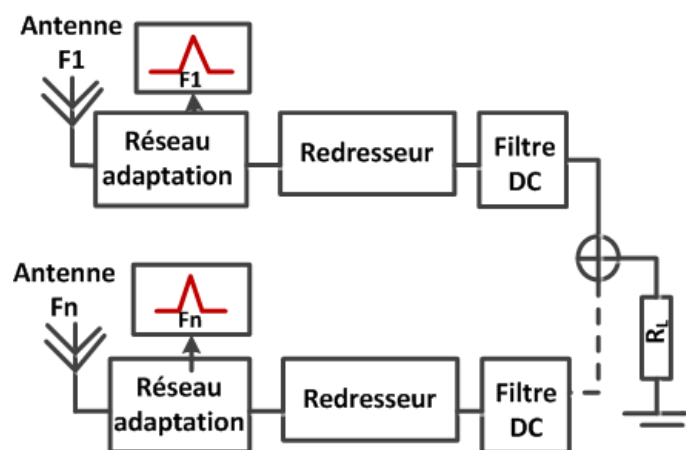 Antenne
F1
F1
Réseau
adaptation
Redresseur
Filtre
DC
Antenne
Fn
Fn
Réseau
adaptation
Redresseur
Filtre
DC
RL